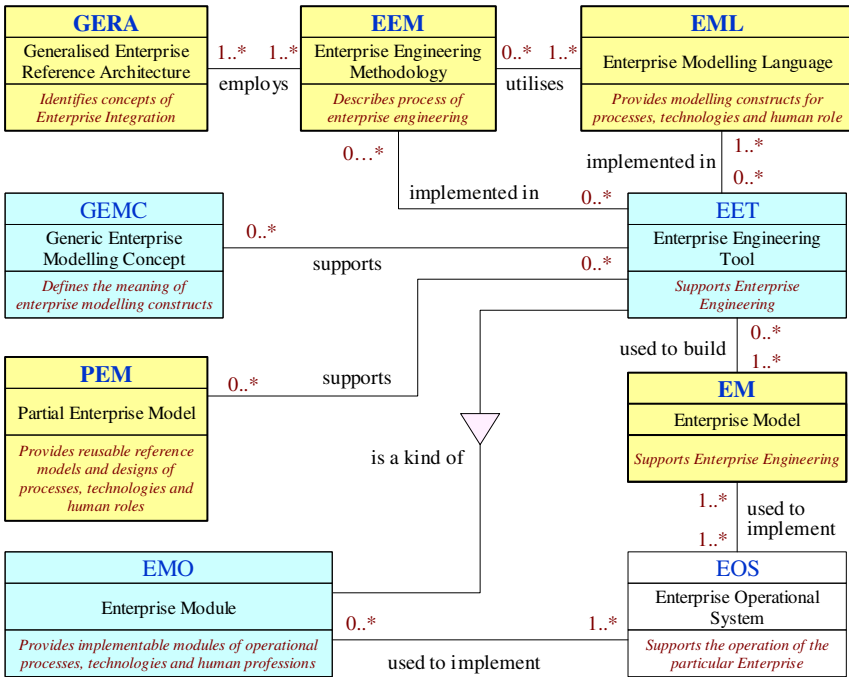 GERA
Generalised Enterprise
Reference Architecture
Identifies concepts of
Enterprise Integration
1..*
1..*
employs
EEM
Enterprise Engineering
Methodology
Describes process of
enterprise engineering
0..*
1..*
utilises
EML
Enterprise Modelling Language
Provides modelling constructs for
processes, technologies and human role
0…*
implemented in
0..*
implemented in
1..*
0..*
GEMC
Generic Enterprise
Modelling Concept
Defines the meaning of
enterprise modelling constructs
0..*
supports
0..*
EET
Enterprise Engineering
Tool
Supports Enterprise
Engineering
used to build
0..*
1..*
PEM
Partial Enterprise Model
Provides reusable reference
models and designs of
processes, technologies and
human roles
0..*
supports
is a kind of
EM
Enterprise Model
Supports Enterprise Engineering
1..*
1..*
used to
implement
EMO
Enterprise Module
Provides implementable modules of operational
processes, technologies and human professions
0..*
1..*
used to implement
EOS
Enterprise Operational
System
Supports the operation of the
particular Enterprise